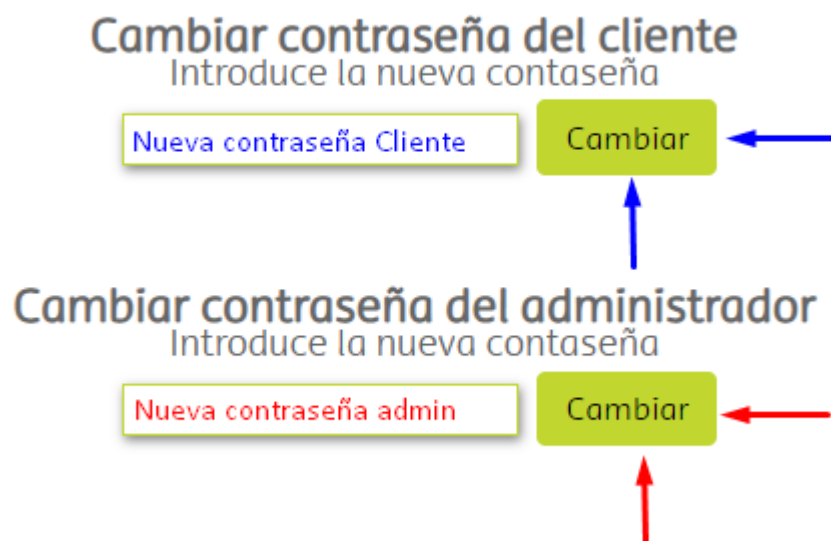 Cambiar contraseña del cliente
Introduce la nueva contaseña
Nueva contraseña Cliente
Cambiar
Cambiar contraseña del administrador
Introduce la nueva contaseña
Nueva contraseña admin
Cambiar